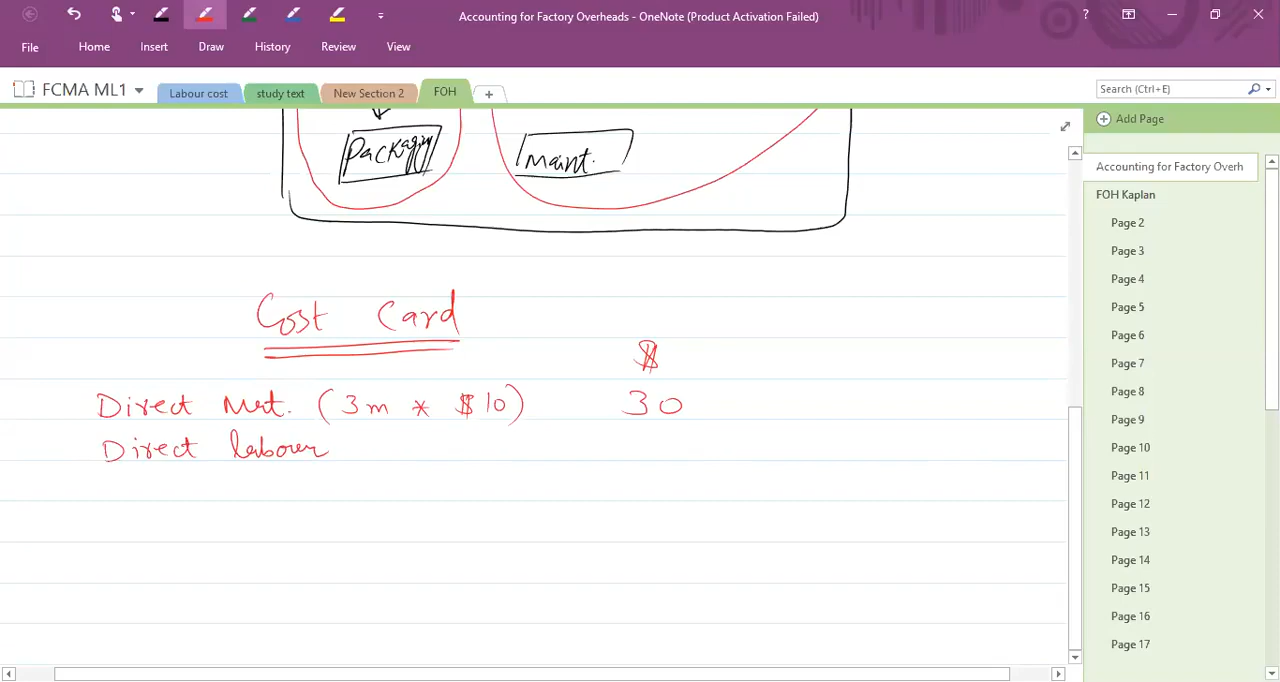 Accounting for Factory Overheads - OneNote (Product Activation Failed)
?
File Home Insert Draw History Review View
FCMA ML1 Labour cost study text New Section 2 FOH +
Search (Ctrl+E)
Add Page
Packaging
Maint.
Accounting for Factory Overh
FOH Kaplan
Page 2
Page 3
Page 4
Page 5
Page 6
Page 7
Page 8
Page 9
Page 10
Page 11
Page 12
Page 13
Page 14
Page 15
Page 16
Page 17
Cost Card
$
Direct Mat. (3m * $10) 30
Direct labour